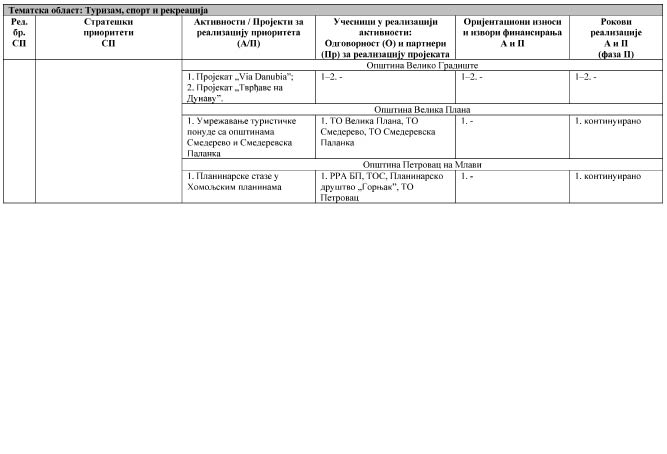 Тематска област: Туризам, спорт и рекреација
Рел. бр. СП
Стратешки приоритети СП
Активности / Пројекти за реализацију приоритета (А/П)
Учесници у реализацији активности: Одговорност (О) и партнери (Пр) за реализацију пројеката
Оријентациони износи и извори финансирања А и П
Рокови реализације А и П (фаза II)
Општина Велико Градиште
1. Пројекат „Via Danubia”;
2. Пројекат „Тврђаве на
Дунаву”.
1–2. -
1–2. -
1–2. -
Општина Велика Плана
1. Умрежавање туристичке
понуде са општинама
Смедерево и Смедеревска
Паланка
1. ТО Велика Плана, ТО
Смедерево, ТО Смедеревска
Паланка
1. -
1. континуирано
Општина Петровац на Млави
1. Планинарске стазе у
Хомољским планинама
1. РРА БП, ТОС, Планинарско
друштво „Горњак”, ТО
Петровац
1. -
1. континуирано